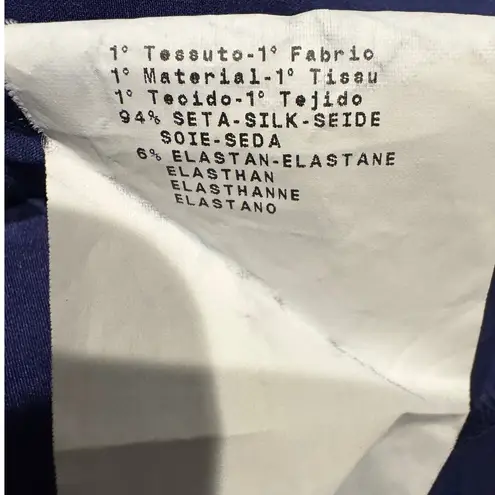 1° Tessuto-1° Fabric
1° Material-1° Tissu
1° Tecido-1° Tejido
94% SETA-SILK-SEIDE
SOIE-SEDA
6% ELASTAN-ELASTANE
ELASTHAN
ELASTHANNE
ELASTANO